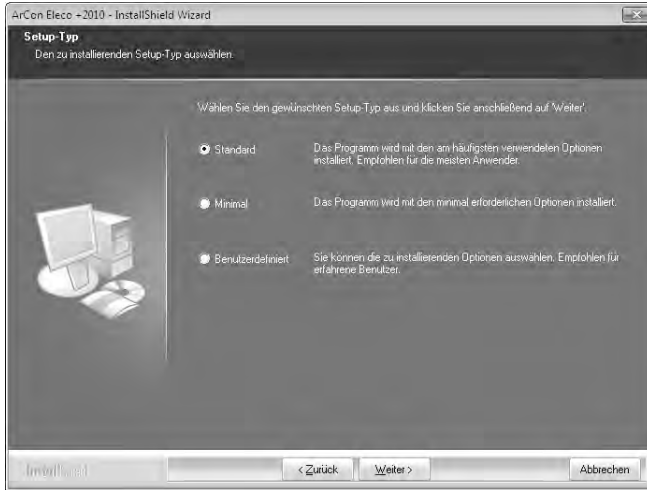 ArCon Eleco +2010 - InstallShield Wizard
Setup-Typ
Den zu installierenden Setup-Typ auswählen.
Wählen Sie den gewünschten Setup-Typ aus und klicken Sie anschließend auf 'Weiter'.
Standard
Das Programm wird mit den am häufigsten verwendeten Optionen
installiert. Empfohlen für die meisten Anwender.
Minimal
Das Programm wird mit den minimal erforderlichen Optionen installiert.
Benutzerdefiniert
Sie können die zu installierenden Optionen auswählen. Empfohlen für
erfahrene Benutzer.
InstallShield
< Zurück
Weiter >
Abbrechen